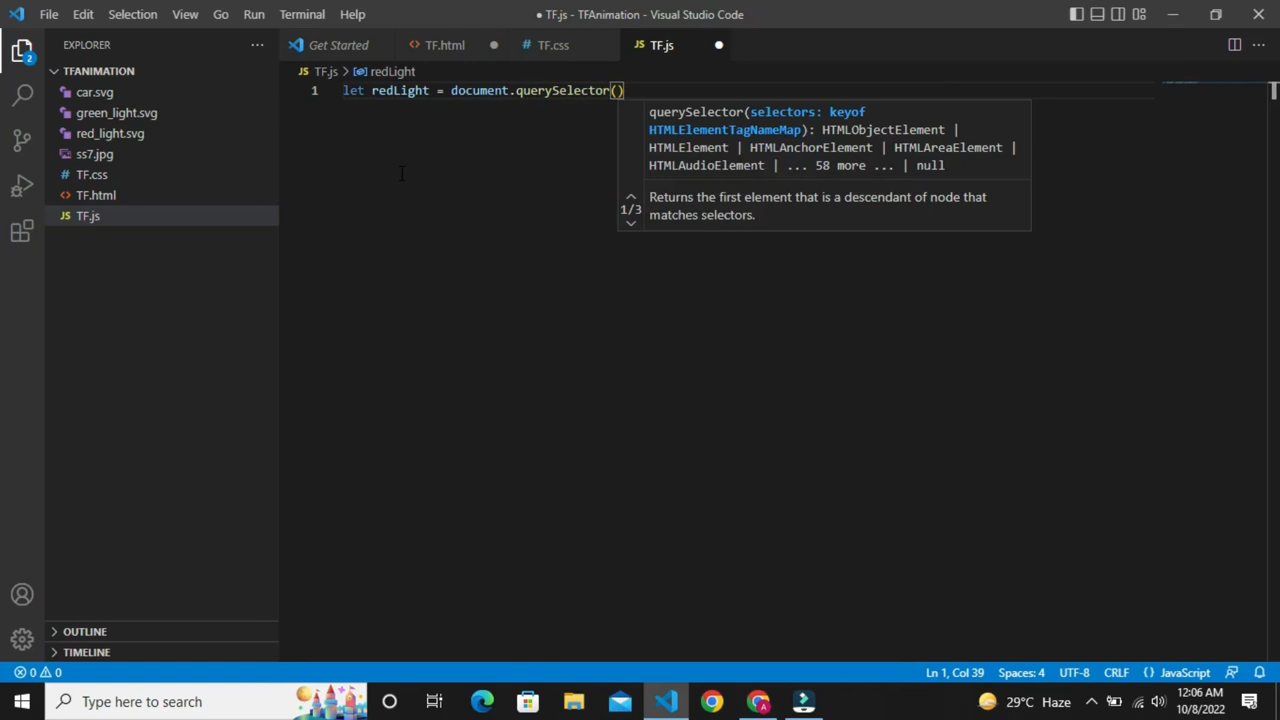 File Edit Selection View Go Run Terminal Help
● TF.js - TFAnimation - Visual Studio Code
EXPLORER
Get Started
<> TF.html ●
# TF.css
JS TF.js ●
TFANIMATION
JS TF.js > redLight
car.svg
1 let redLight = document.querySelector()
green_light.svg
querySelector(selectors: keyof
HTMLElementTagNameMap): HTMLObjectElement |
HTMLElement | HTMLAnchorElement | HTMLAreaElement |
HTMLAudioElement | ... 58 more ... | null
1/3
Returns the first element that is a descendant of node that
matches selectors.
red_light.svg
ss7.jpg
# TF.css
<> TF.html
JS TF.js
2
OUTLINE
TIMELINE
0 0
Ln 1, Col 39 Spaces: 4 UTF-8 CRLF {} JavaScript
Type here to search
A
29°C Haze
12:06 AM
10/8/2022